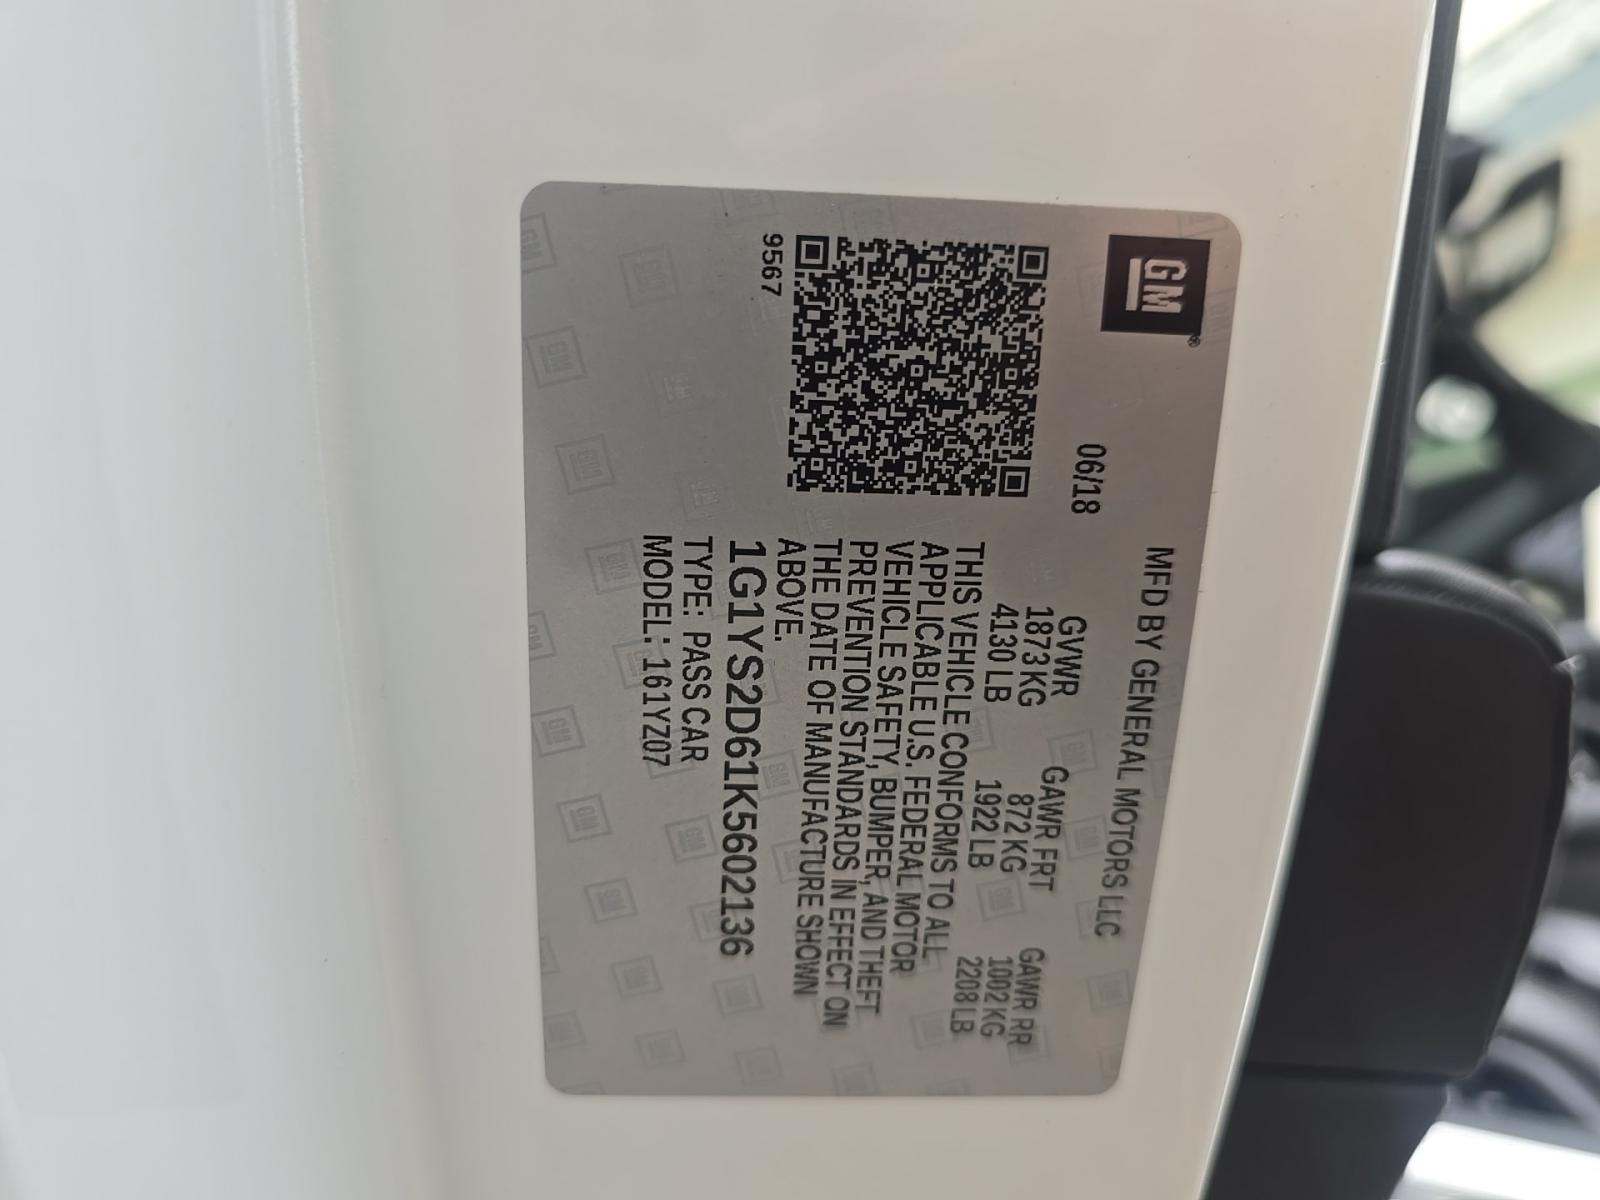 GM®
MFD BY GENERAL MOTORS LLC
06/18
GVWR GAWR FRT GAWR RR
1873 KG 872 KG 1002 KG
4130 LB 1922 LB 2208 LB
THIS VEHICLE CONFORMS TO ALL
APPLICABLE U.S. FEDERAL MOTOR
VEHICLE SAFETY, BUMPER, AND THEFT
PREVENTION STANDARDS IN EFFECT ON
THE DATE OF MANUFACTURE SHOWN
ABOVE.
1G1YS2D61K5602136
TYPE: PASS CAR
MODEL: 161YZ07
9567